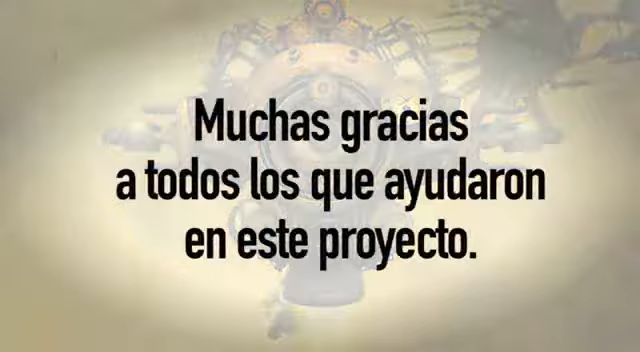 Muchas gracias
a todos los que ayudaron
en este proyecto.